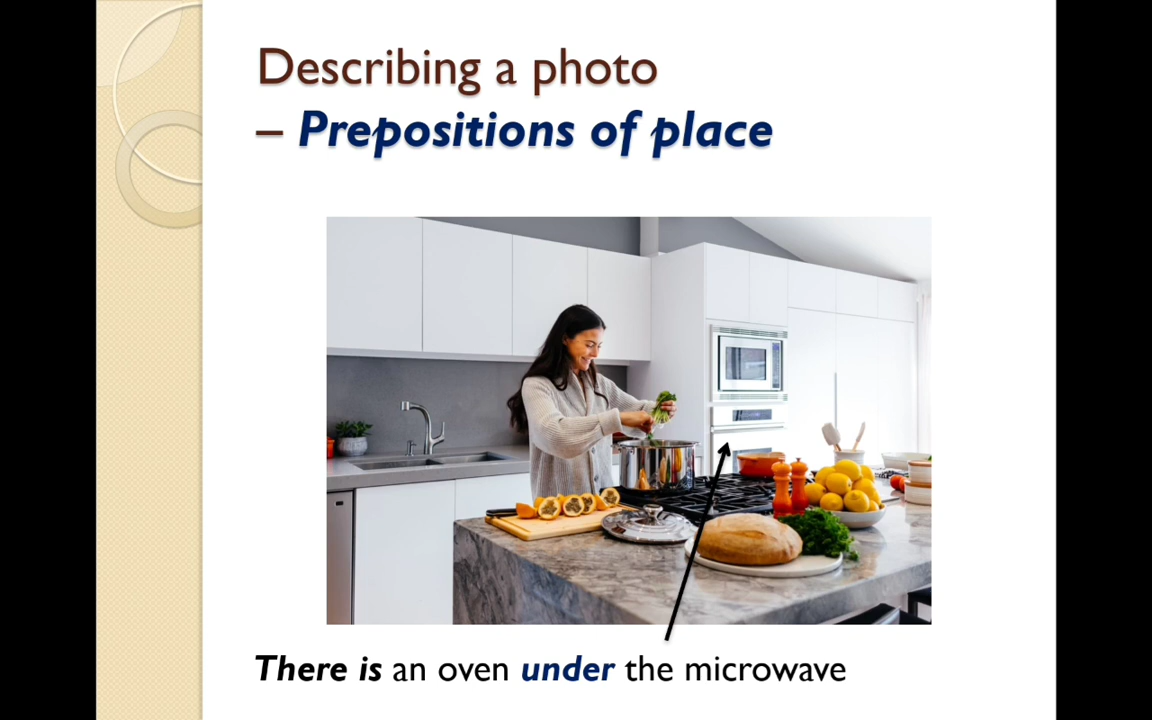 Describing a photo
– Prepositions of place
There is an oven under the microwave